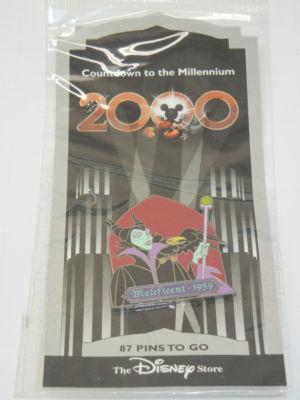 Countdown to the Millennium
2000
Maleficent - 1959
87 PINS TO GO
The DISNEY Store